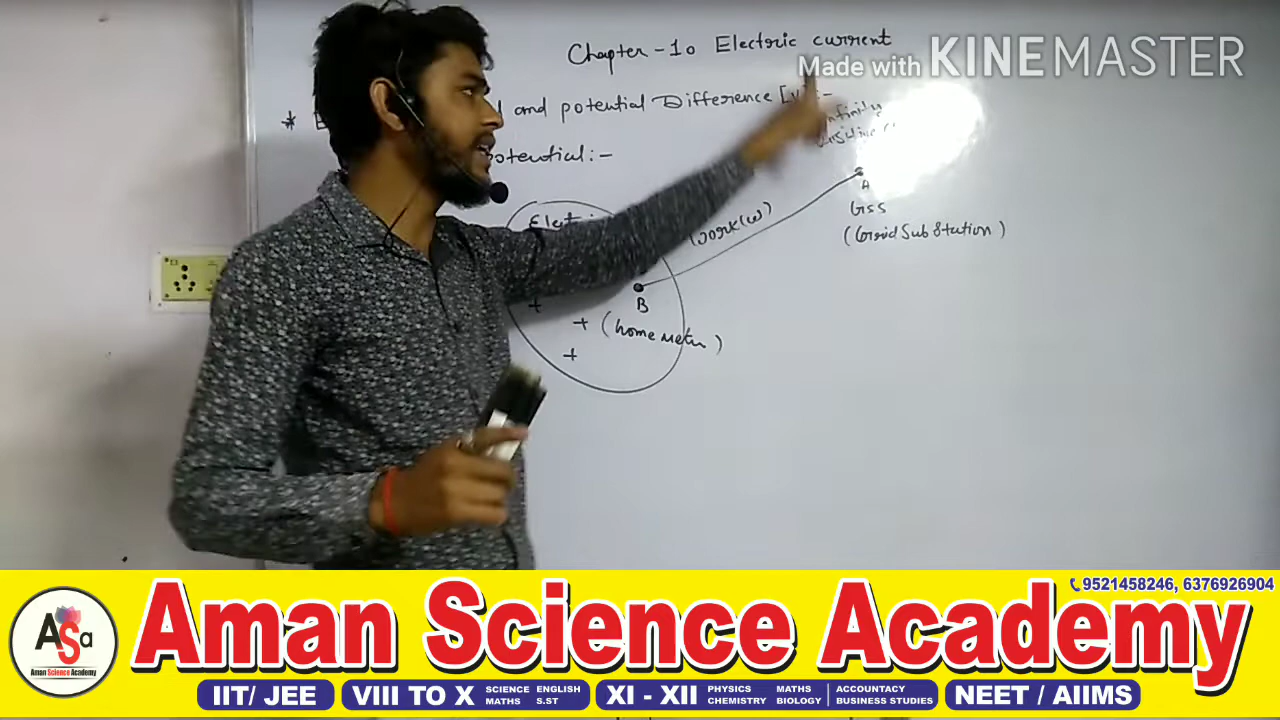 Chapter - 10 Electric current
Made with KINEMASTER
* and potential Difference
potential:-
infinity
A
GSS
(Grid Sub Station)
Work (w)
B
(home meter)
+
+
+
9521458246, 6376926904
ASa
Aman Science Academy
Aman Science Academy
IIT/ JEE
VIII TO X SCIENCE ENGLISH
MATHS S.ST
XI - XII PHYSICS MATHS ACCOUNTACY
CHEMISTRY BIOLOGY BUSINESS STUDIES
NEET / AIIMS